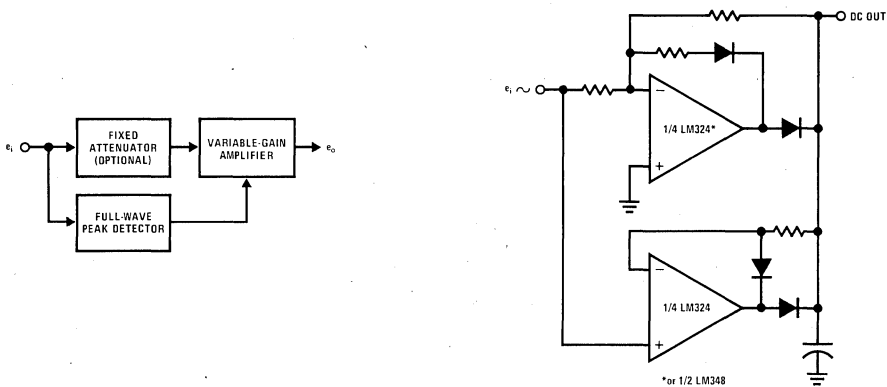 eᵢ
FIXED
ATTENUATOR
(OPTIONAL)
VARIABLE-GAIN
AMPLIFIER
eₒ
FULL-WAVE
PEAK DETECTOR
DC OUT
eᵢ ∼
−
1/4 LM324*
+
−
1/4 LM324
+
*or 1/2 LM348